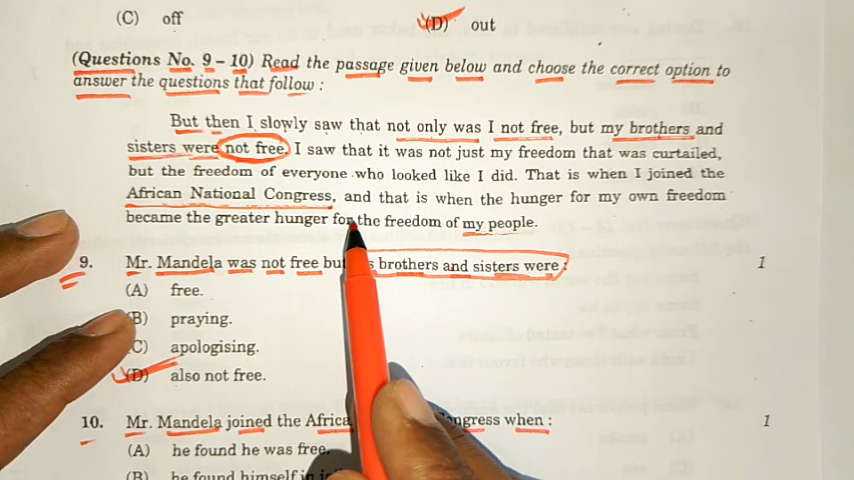 (C) off
(D) out
(Questions No. 9 – 10) Read the passage given below and choose the correct option to
answer the questions that follow :
But then I slowly saw that not only was I not free, but my brothers and
sisters were not free. I saw that it was not just my freedom that was curtailed,
but the freedom of everyone who looked like I did. That is when I joined the
African National Congress, and that is when the hunger for my own freedom
became the greater hunger for the freedom of my people.
9. Mr. Mandela was not free but brothers and sisters were : 1
(A) free.
(B) praying.
(C) apologising.
(D) also not free.
10. Mr. Mandela joined the Congress when : 1
(A) he found he was free.
(B) he found himself in